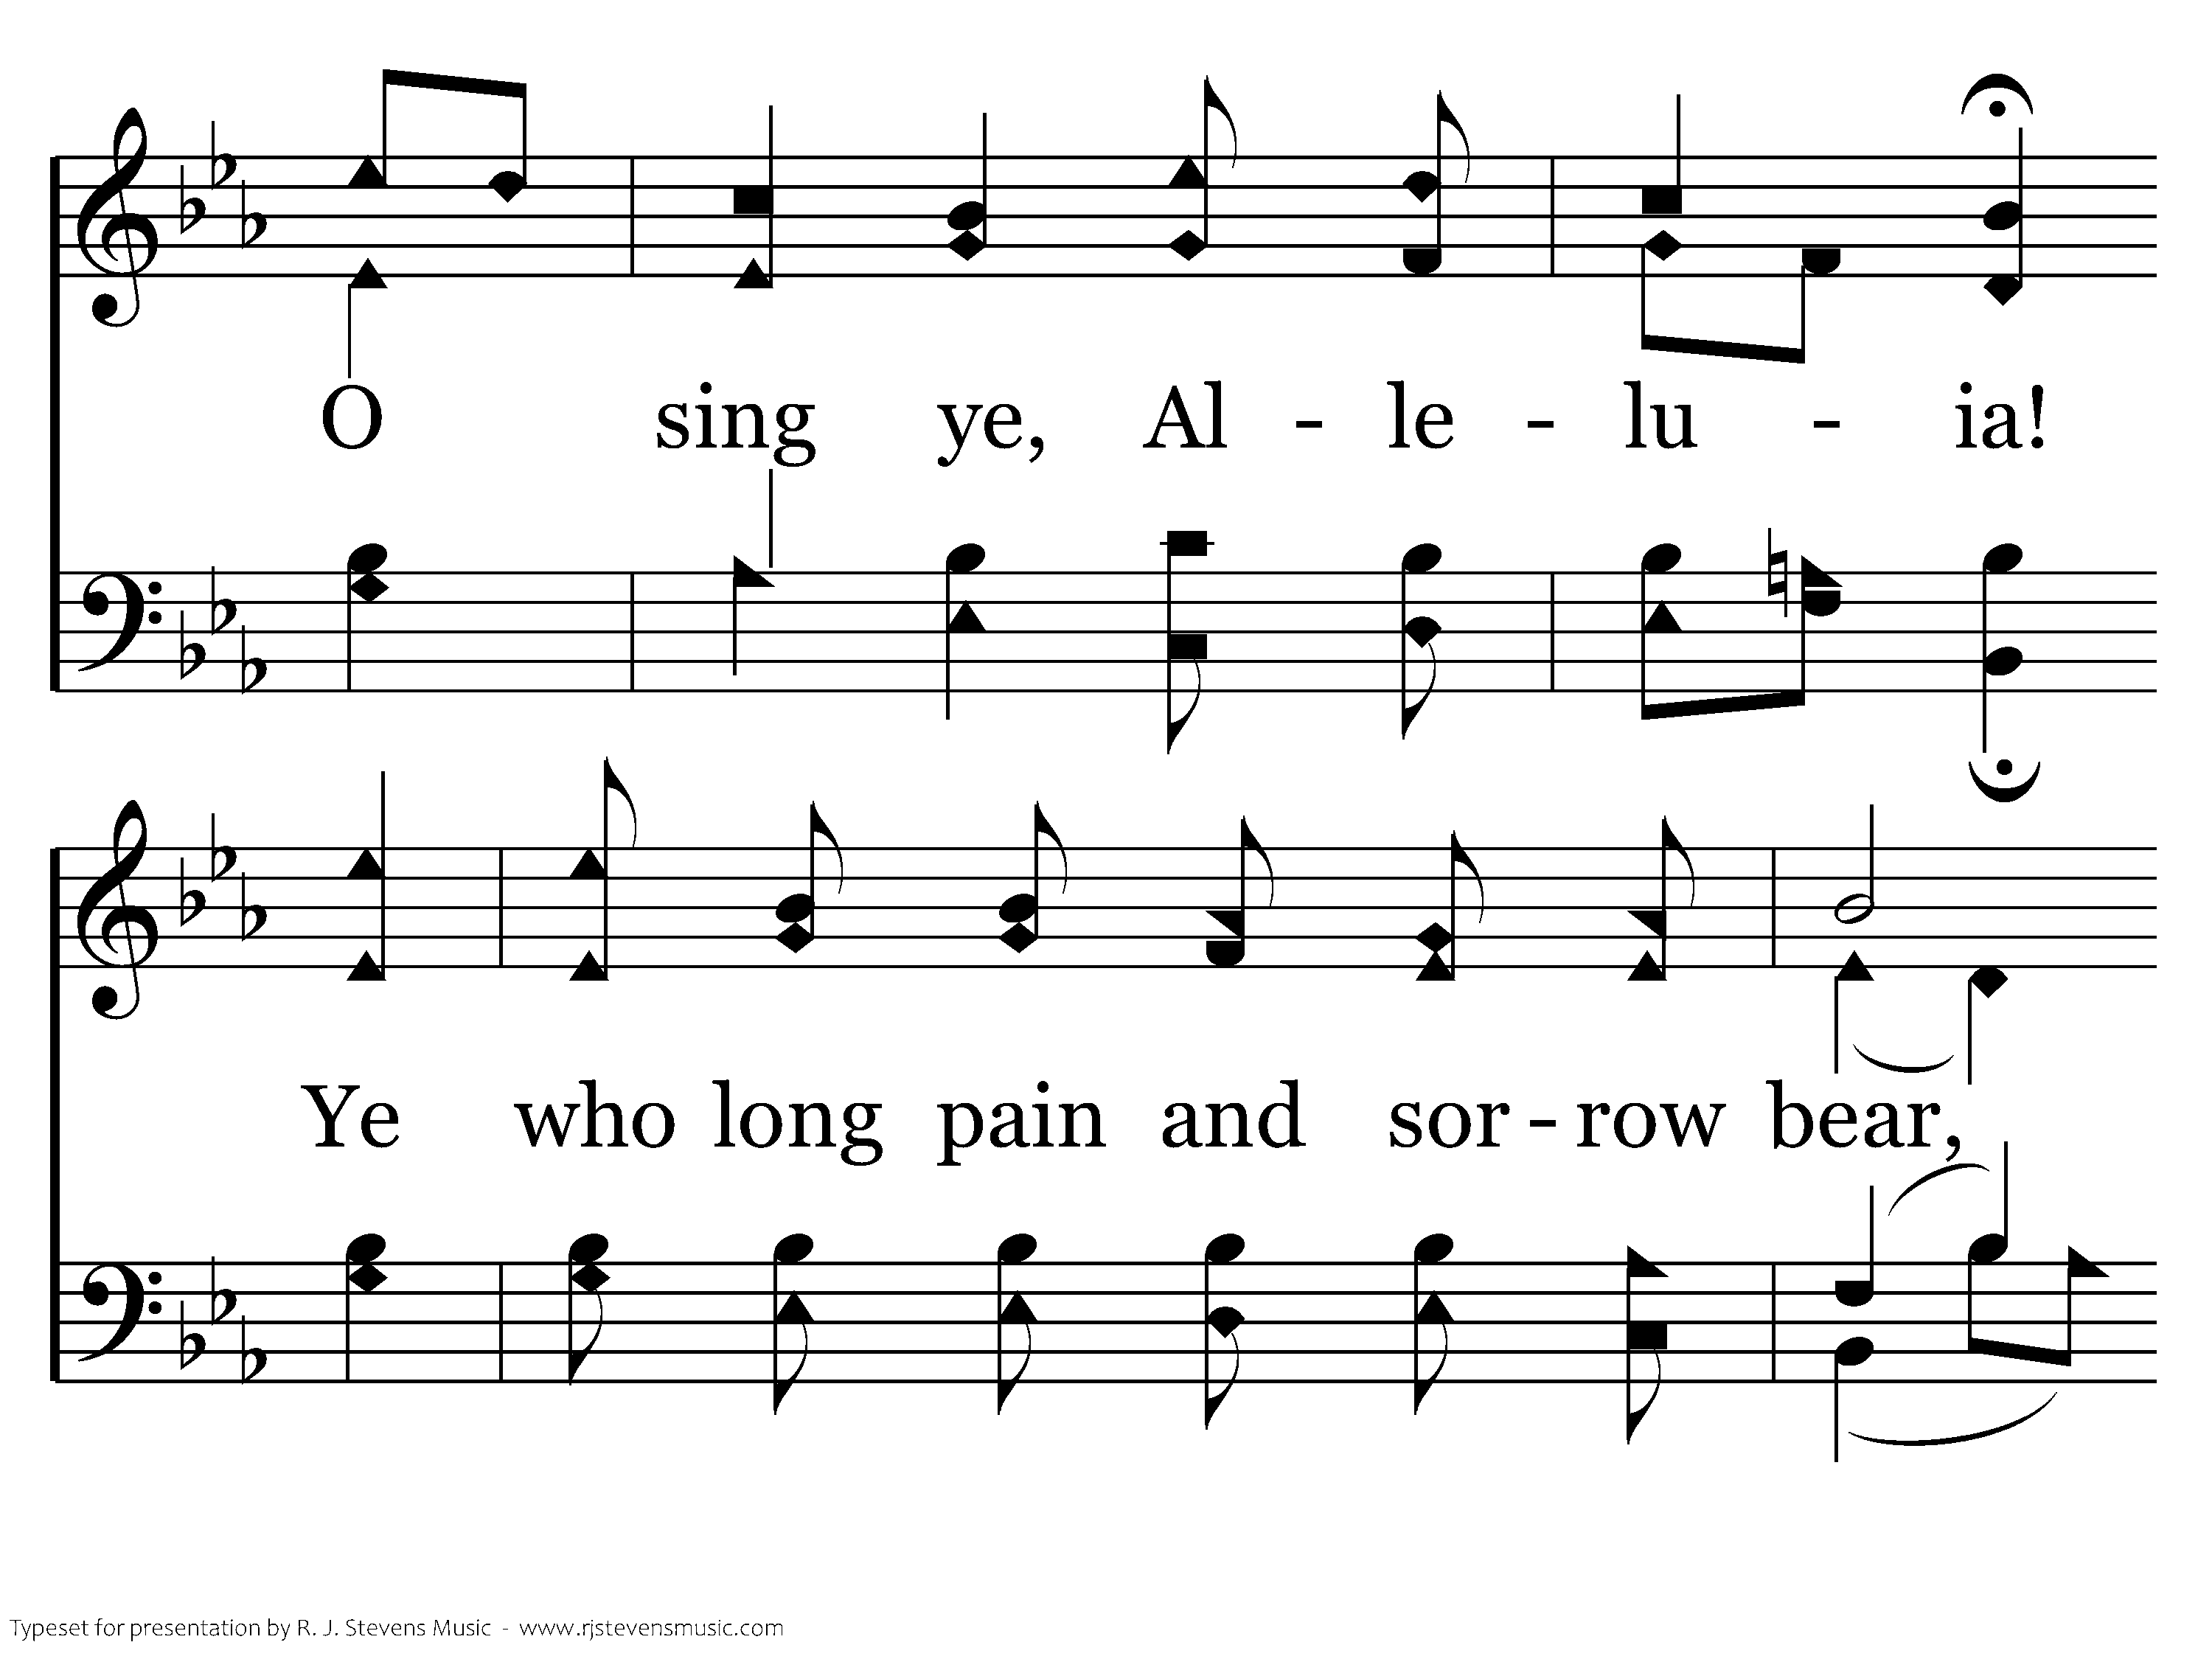 O sing ye, Al - le - lu - ia!
Ye who long pain and sor - row bear,
Typeset for presentation by R. J. Stevens Music - www.rjstevensmusic.com